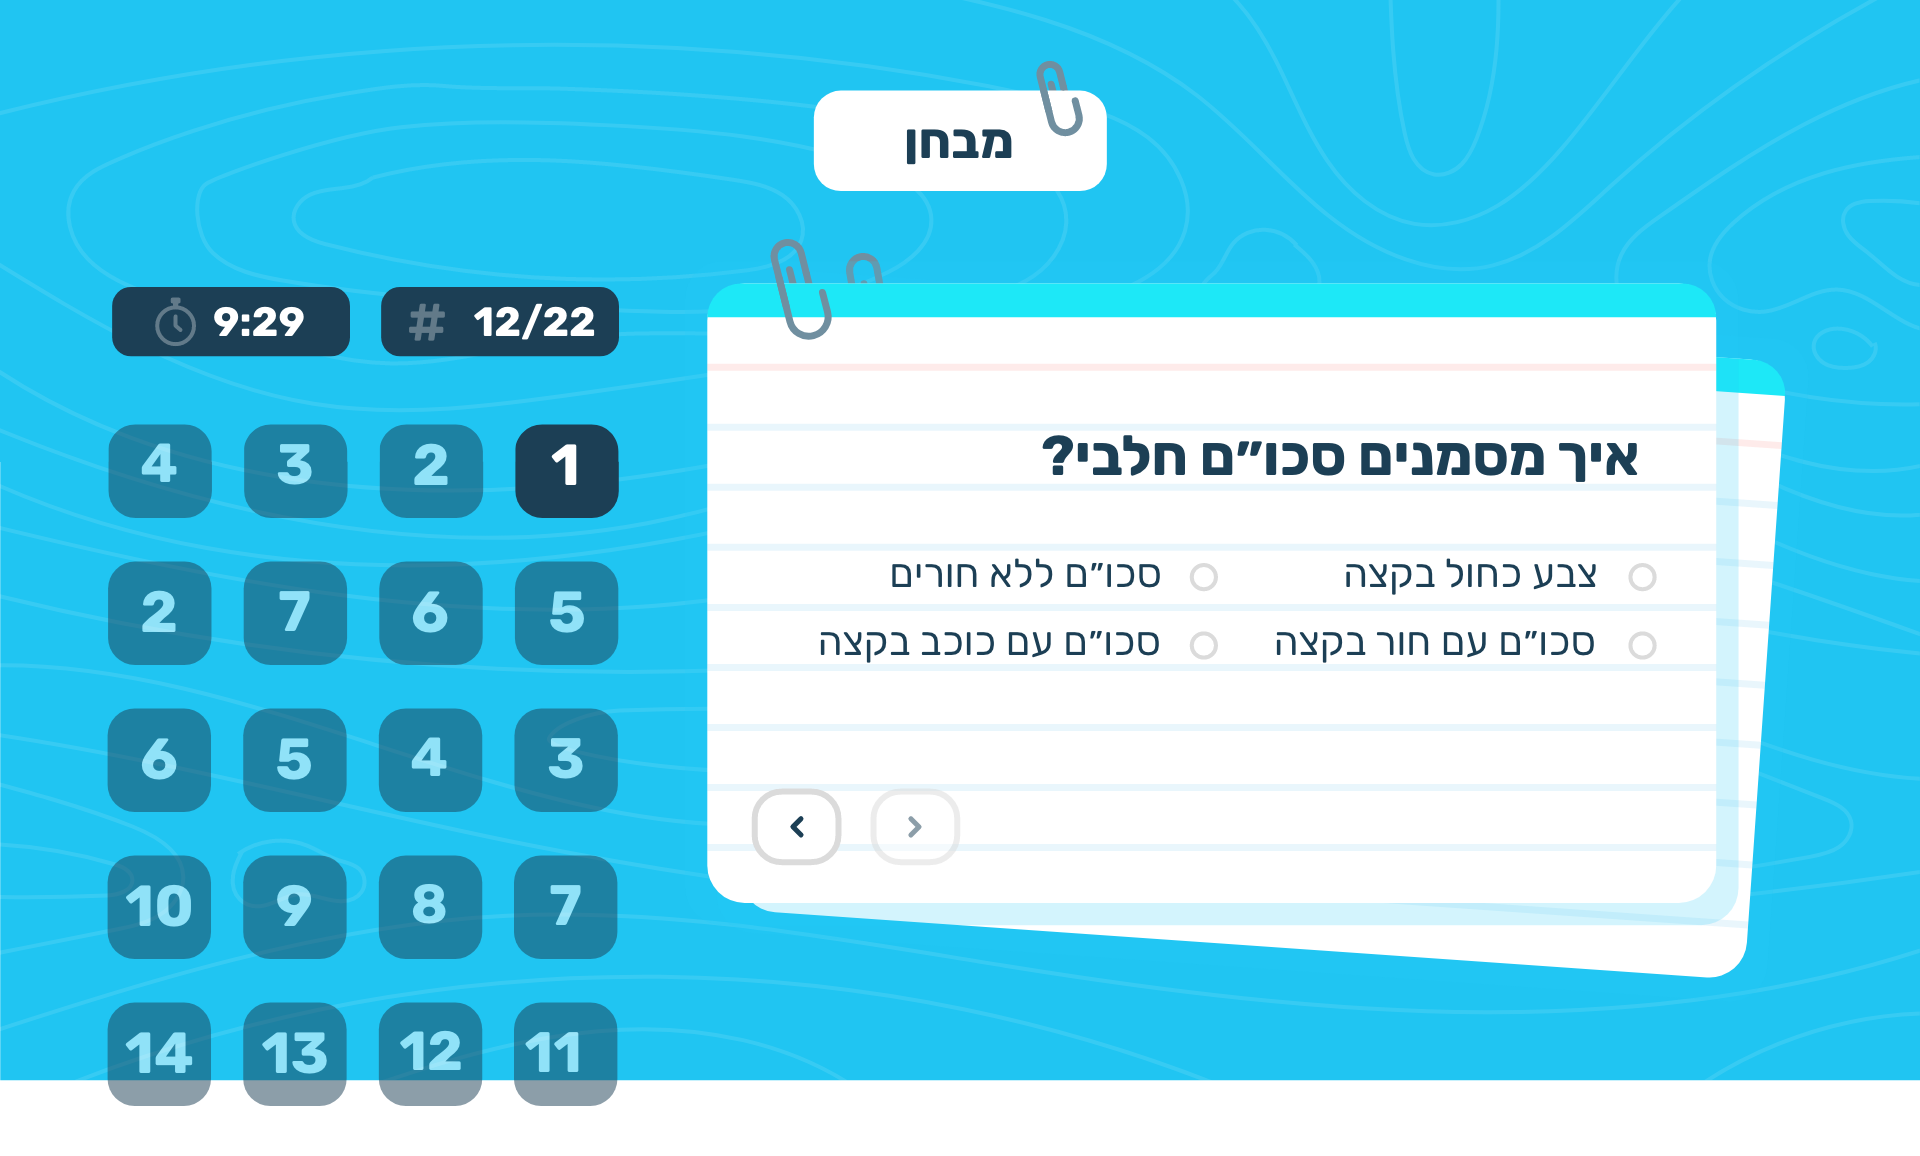 מבחן
12/22 #
9:29
איך מסמנים סכו״ם חלבי?
צבע כחול בקצה
סכו״ם ללא חורים
סכו״ם עם חור בקצה
סכו״ם עם כוכב בקצה
1 2 3 4
5 6 7 2
3 4 5 6
7 8 9 10
11 12 13 14